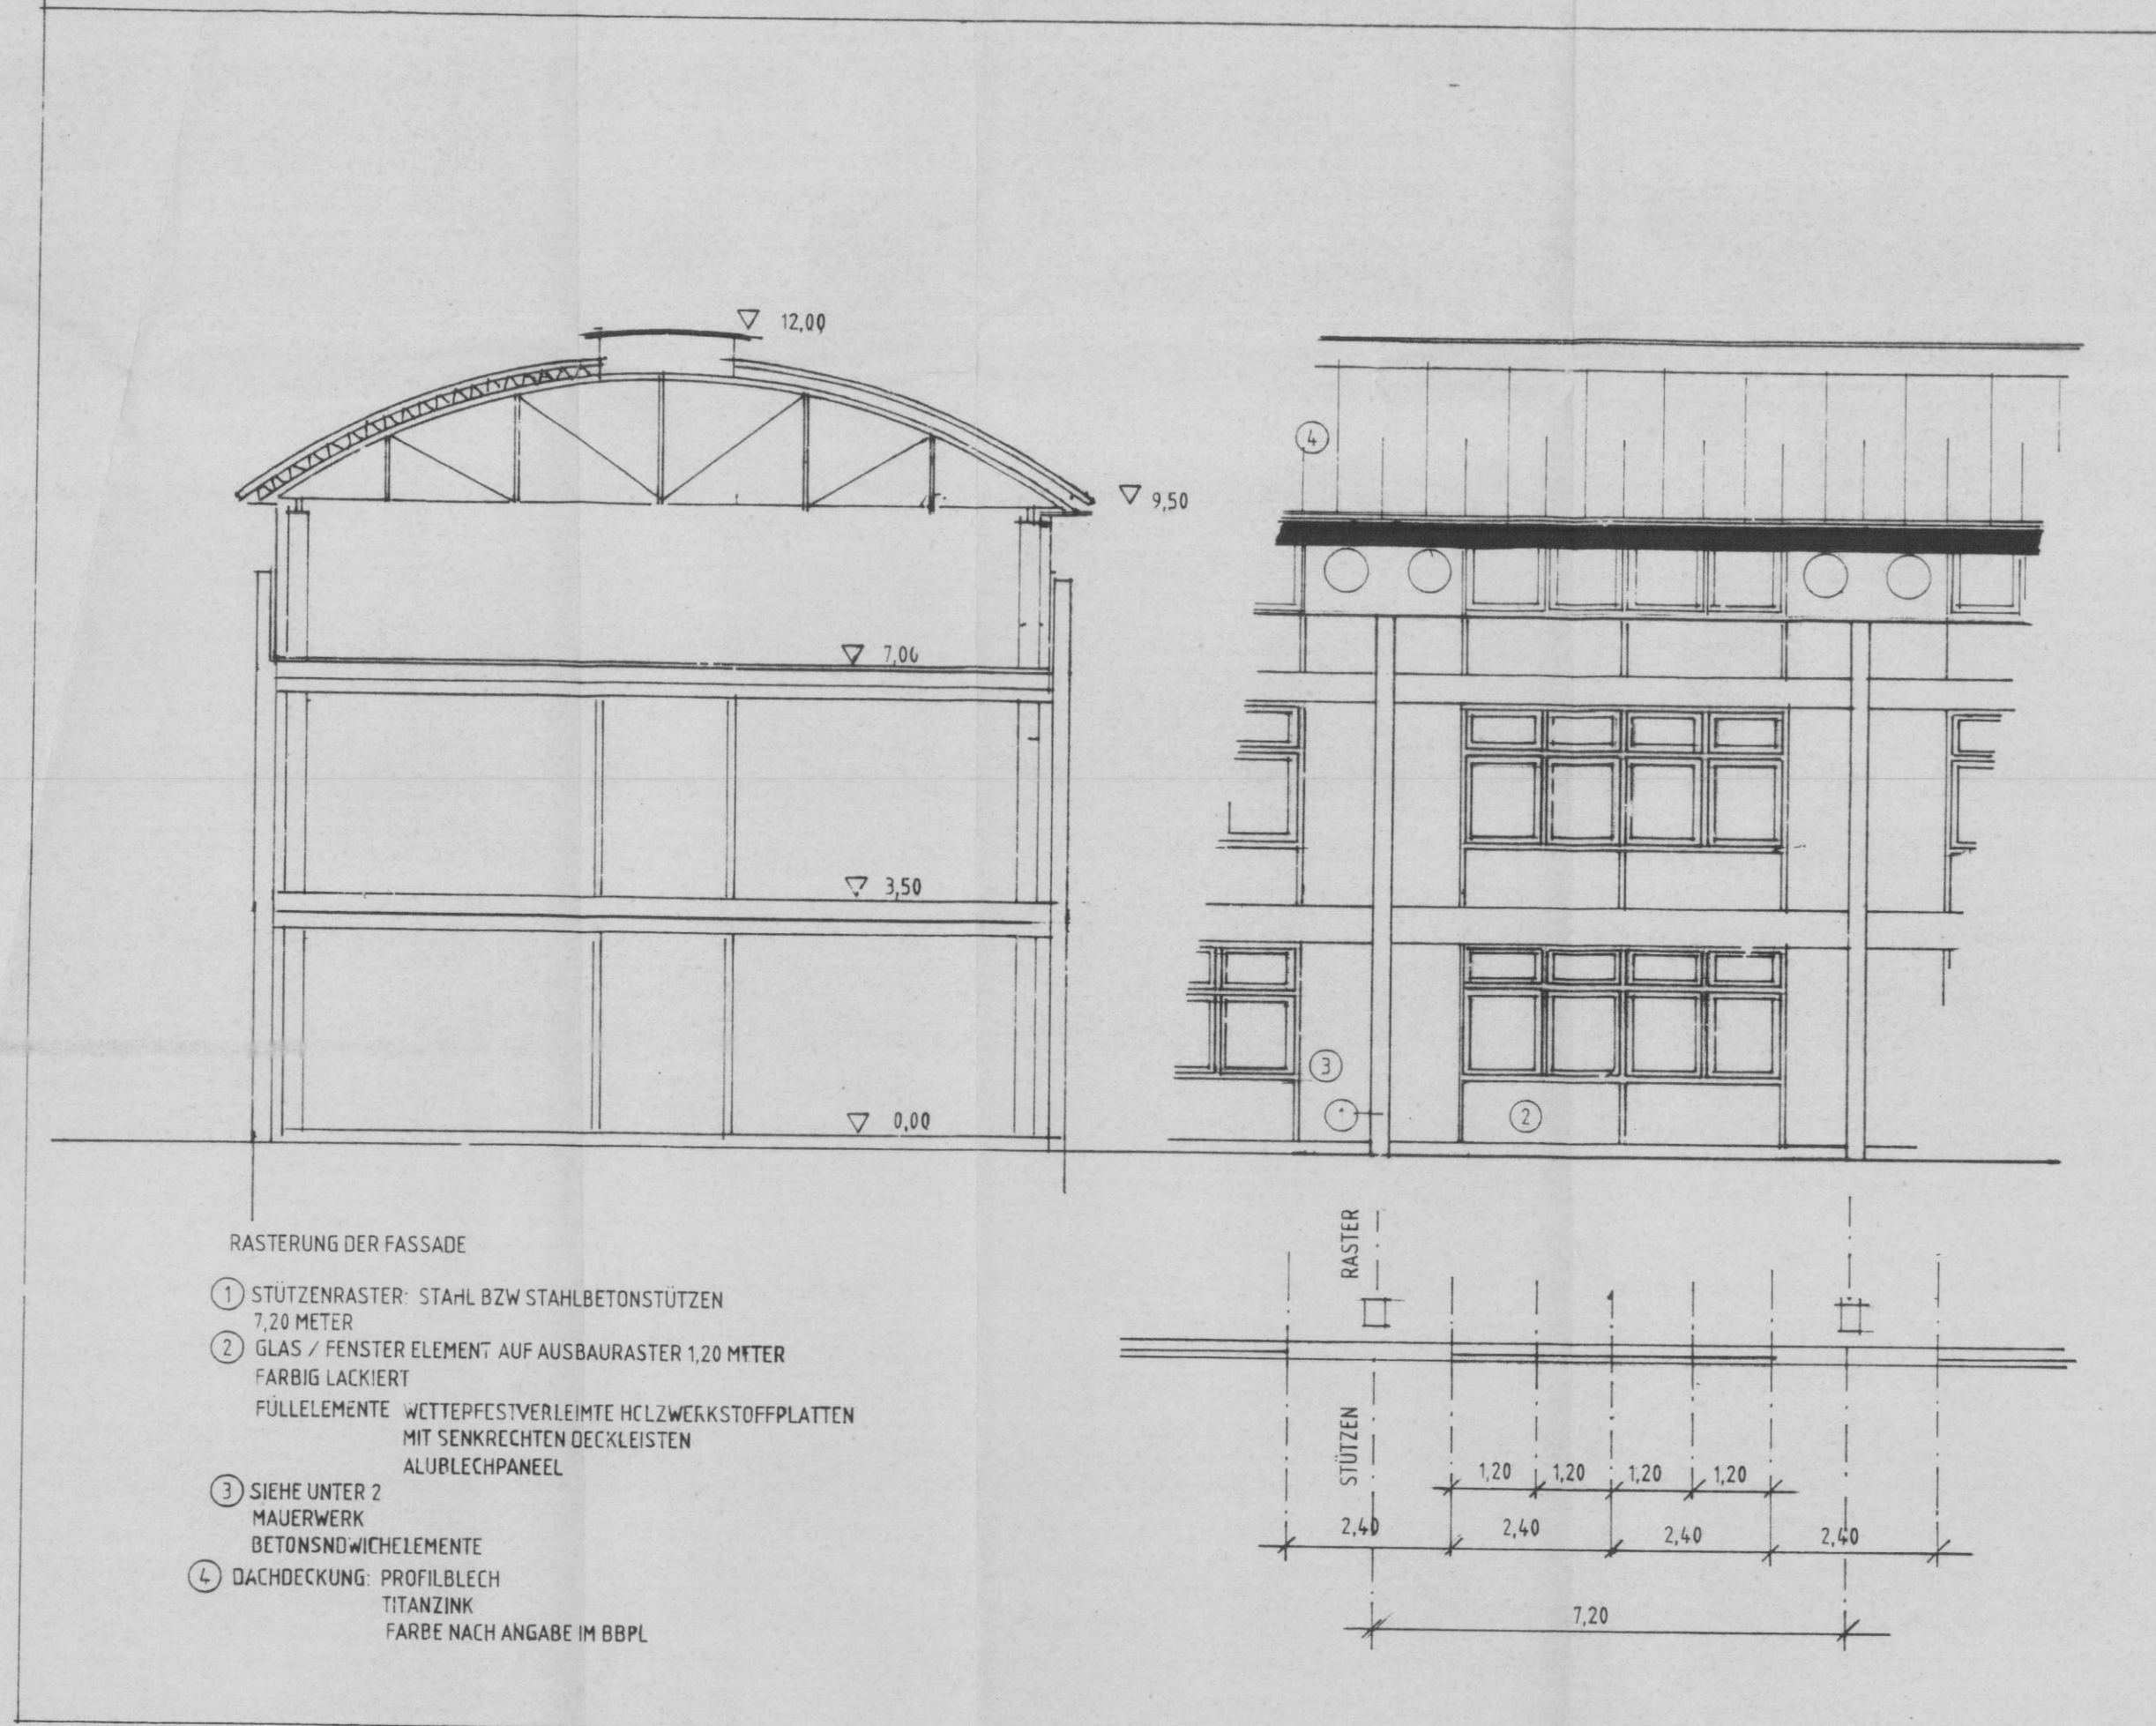 12,00
9,50
7,00
3,50
0,00
4
3
1
2
RASTERUNG DER FASSADE
1 STÜTZENRASTER: STAHL BZW STAHLBETONSTÜTZEN
7,20 METER
2 GLAS / FENSTER ELEMENT AUF AUSBAURASTER 1,20 METER
FARBIG LACKIERT
FÜLLELEMENTE WETTERFESTVERLEIMTE HOLZWERKSTOFFPLATTEN
MIT SENKRECHTEN DECKLEISTEN
ALUBLECHPANEEL
3 SIEHE UNTER 2
MAUERWERK
BETONSNDWICHELEMENTE
4 DACHDECKUNG: PROFILBLECH
TITANZINK
FARBE NACH ANGABE IM BBPL
RASTER
STÜTZEN
1,20 1,20 1,20 1,20
2,40 2,40 2,40 2,40
7,20